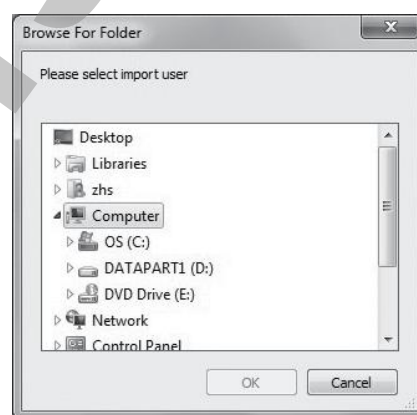 Browse For Folder
Please select import user
Desktop
Libraries
zhs
Computer
OS (C:)
DATAPART1 (D:)
DVD Drive (E:)
Network
Control Panel
OK
Cancel